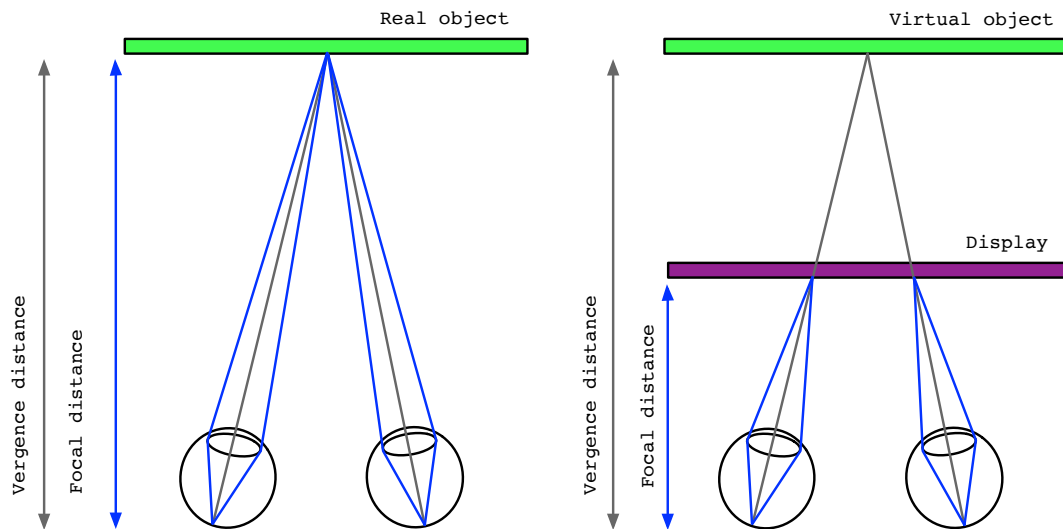 Real object
Vergence distance
Focal distance
Virtual object
Display
Vergence distance
Focal distance